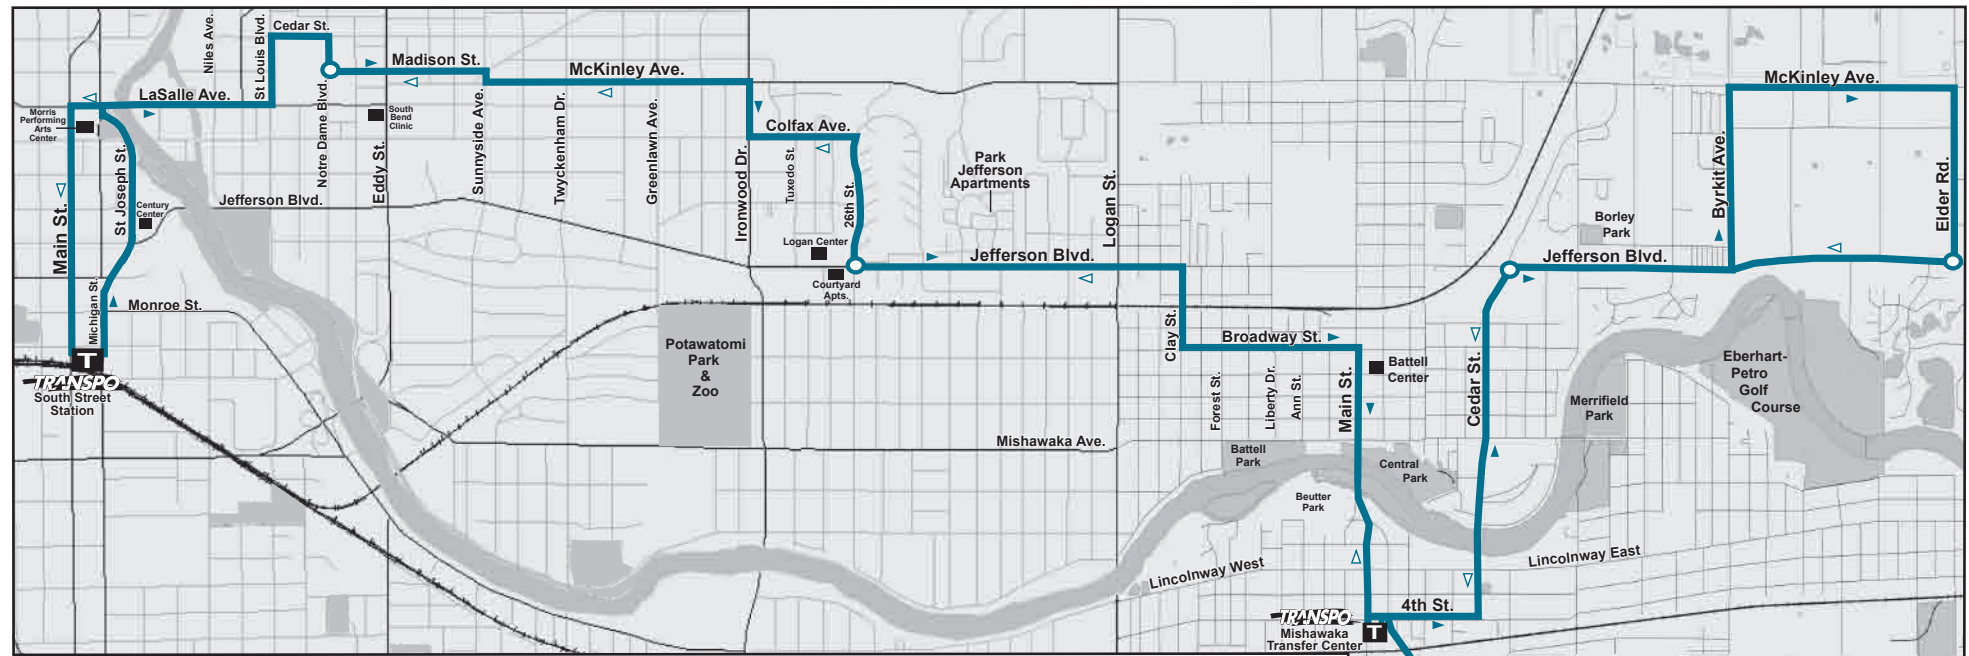 Cedar St.
Niles Ave.
St Louis Blvd.
Madison St.
McKinley Ave.
McKinley Ave.
LaSalle Ave.
Morris
Performing
Arts
Center
South
Bend
Clinic
Colfax Ave.
Notre Dame Blvd.
Eddy St.
Sunnyside Ave.
Twyckenham Dr.
Greenlawn Ave.
Ironwood Dr.
Tuxedo St.
26th St.
Park
Jefferson
Apartments
Logan St.
Byrkit Ave.
Elder Rd.
Main St.
St Joseph St.
Century
Center
Jefferson Blvd.
Logan Center
Jefferson Blvd.
Borley
Park
Jefferson Blvd.
Michigan St.
Monroe St.
Courtyard
Apts.
T
TRANSPO
South Street
Station
Potawatomi
Park
&
Zoo
Clay St.
Broadway St.
Battell
Center
Forest St.
Liberty Dr.
Ann St.
Main St.
Cedar St.
Merrifield
Park
Eberhart-
Petro
Golf
Course
Mishawaka Ave.
Battell
Park
Central
Park
Beutter
Park
Lincolnway West
Lincolnway East
4th St.
TRANSPO
Mishawaka
Transfer Center
T